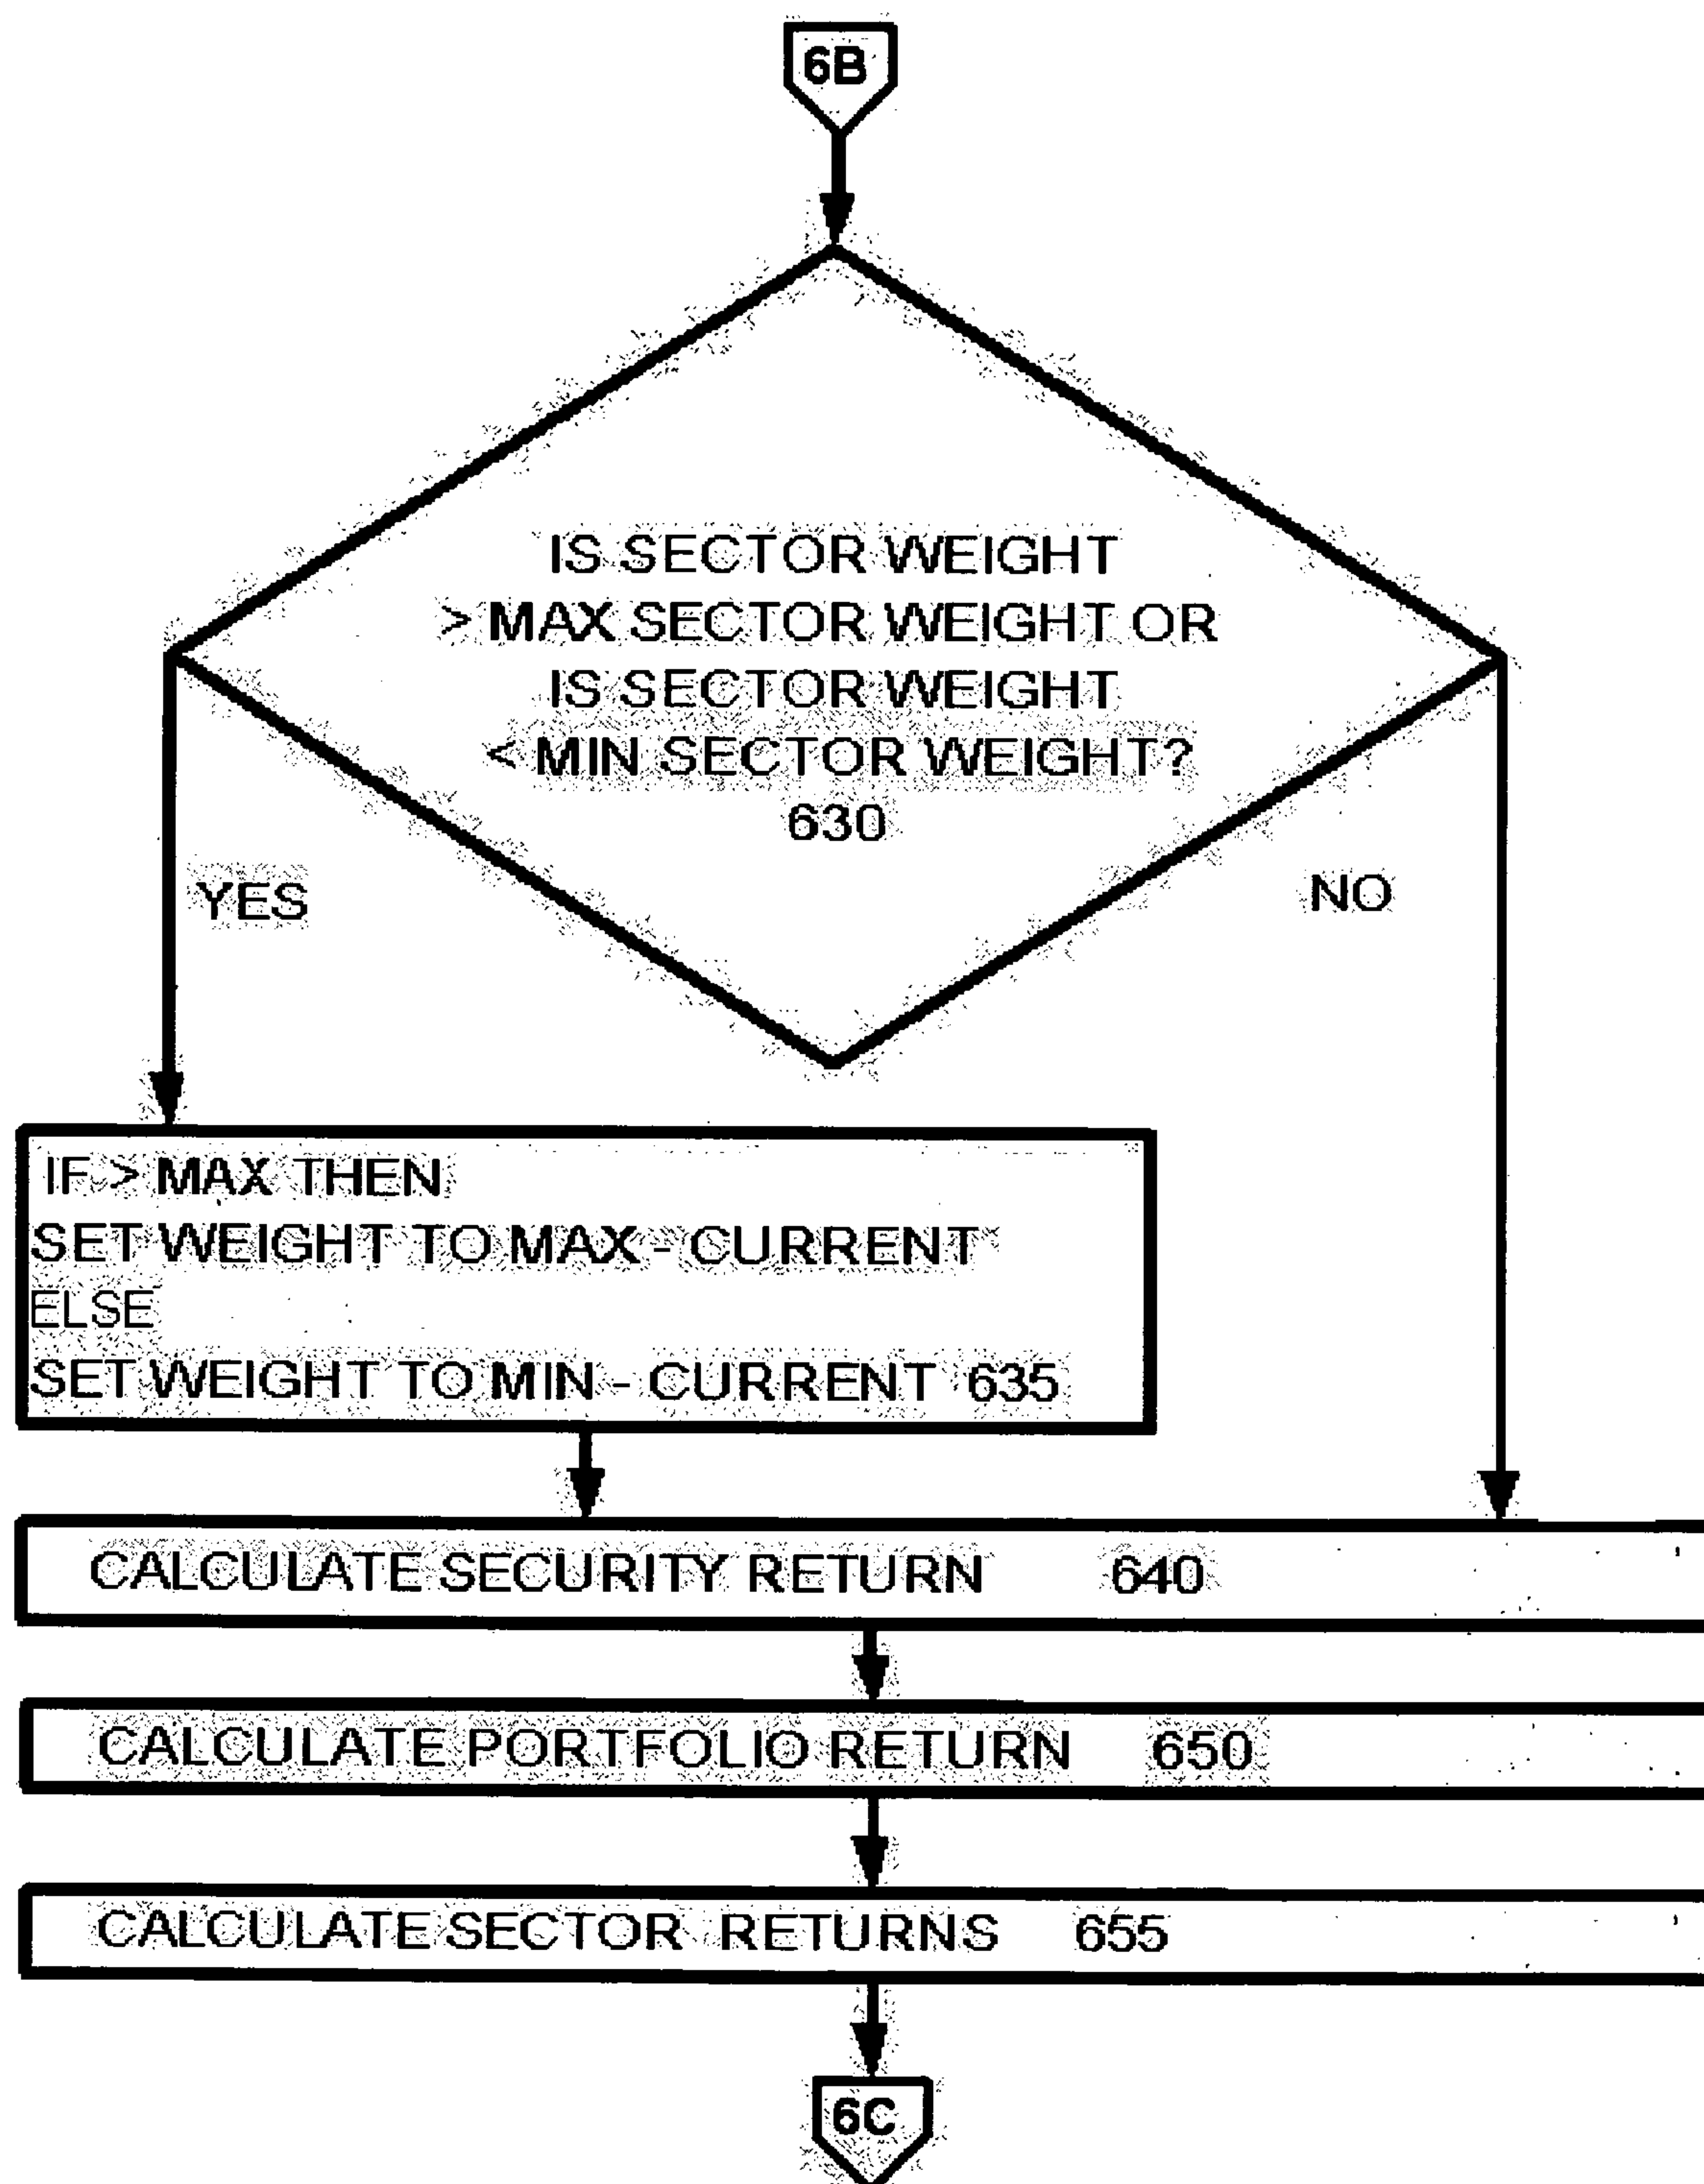 6B
IS SECTOR WEIGHT
> MAX SECTOR WEIGHT OR
IS SECTOR WEIGHT
< MIN SECTOR WEIGHT?
630
YES
NO
IF > MAX THEN
SET WEIGHT TO MAX - CURRENT
ELSE
SET WEIGHT TO MIN - CURRENT 635
CALCULATE SECURITY RETURN 640
CALCULATE PORTFOLIO RETURN 650
CALCULATE SECTOR RETURNS 655
6C